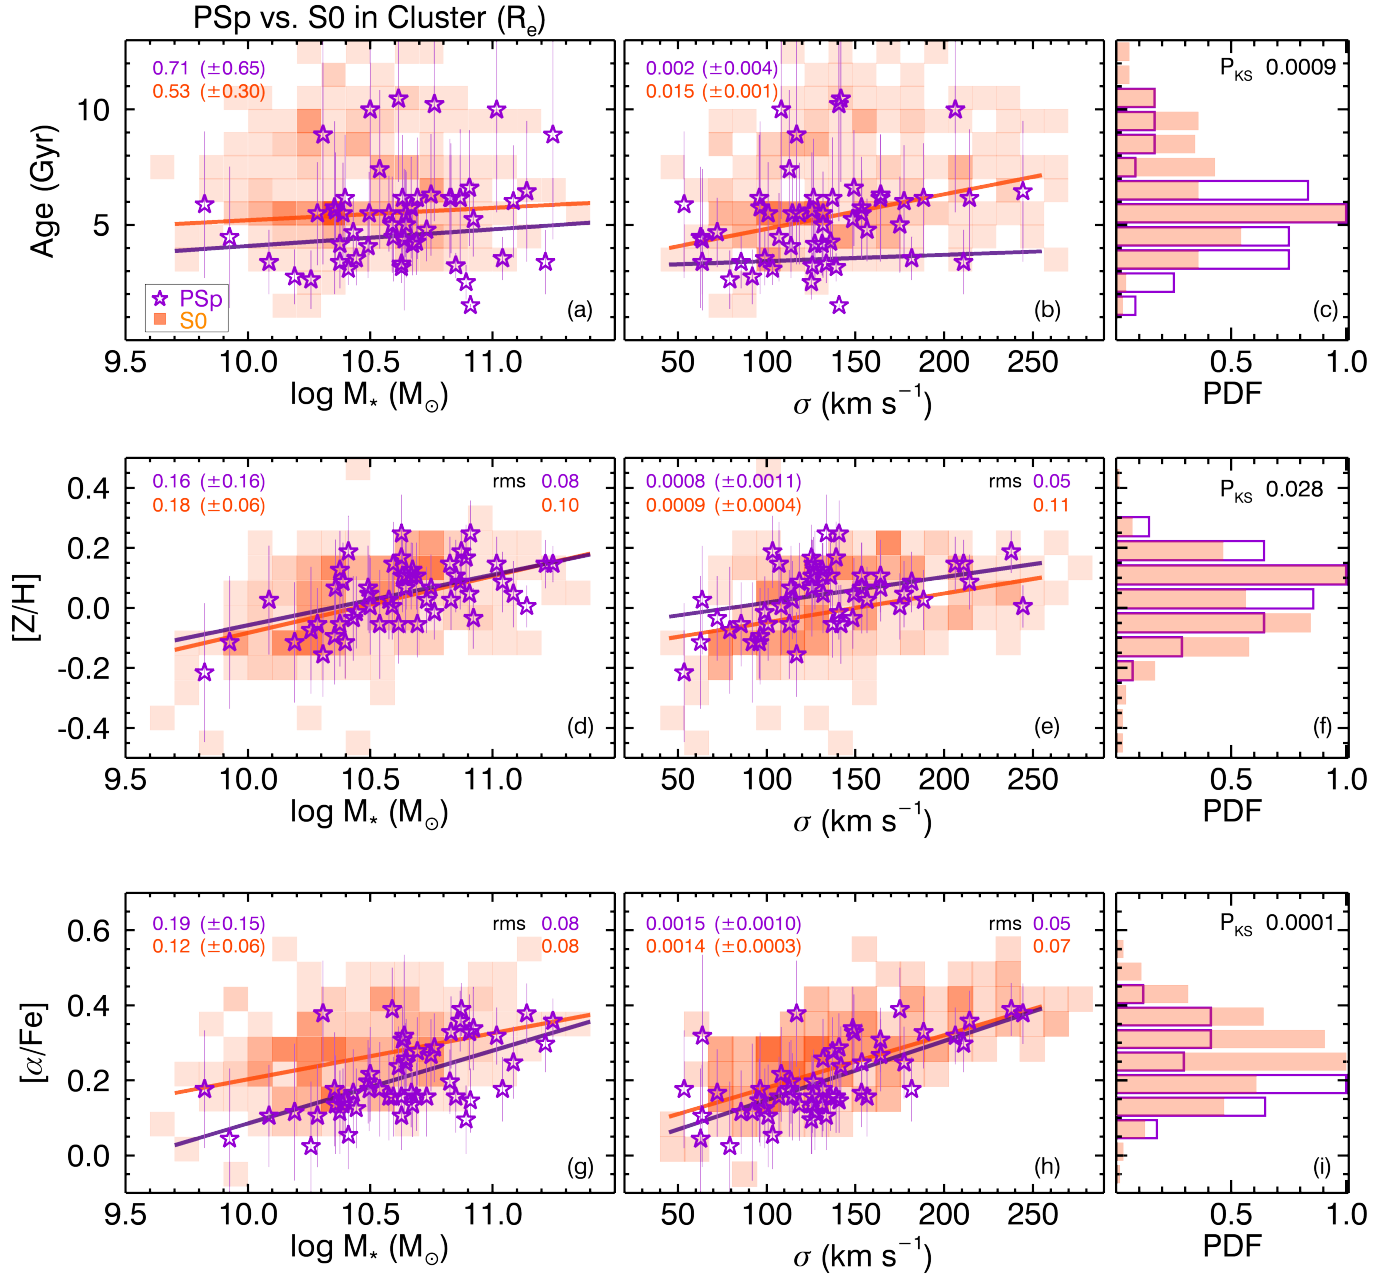 PSp vs. S0 in Cluster (Rₑ)
0.71 (±0.65)
0.53 (±0.30)
0.002 (±0.004)
0.015 (±0.001)
P_KS 0.0009
10
5
Age (Gyr)
PSp
S0
(a)
(b)
(c)
9.5 10.0 10.5 11.0
50 100 150 200 250
0.5 1.0
log M* (M⊙)
σ (km s⁻¹)
PDF
0.16 (±0.16) rms 0.08
0.18 (±0.06) 0.10
0.0008 (±0.0011) rms 0.05
0.0009 (±0.0004) 0.11
P_KS 0.028
0.4
0.2
0.0
-0.2
-0.4
[Z/H]
(d)
(e)
(f)
9.5 10.0 10.5 11.0
50 100 150 200 250
0.5 1.0
log M* (M⊙)
σ (km s⁻¹)
PDF
0.19 (±0.15) rms 0.08
0.12 (±0.06) 0.08
0.0015 (±0.0010) rms 0.05
0.0014 (±0.0003) 0.07
P_KS 0.0001
0.6
0.4
0.2
0.0
[α/Fe]
(g)
(h)
(i)
9.5 10.0 10.5 11.0
50 100 150 200 250
0.5 1.0
log M* (M⊙)
σ (km s⁻¹)
PDF